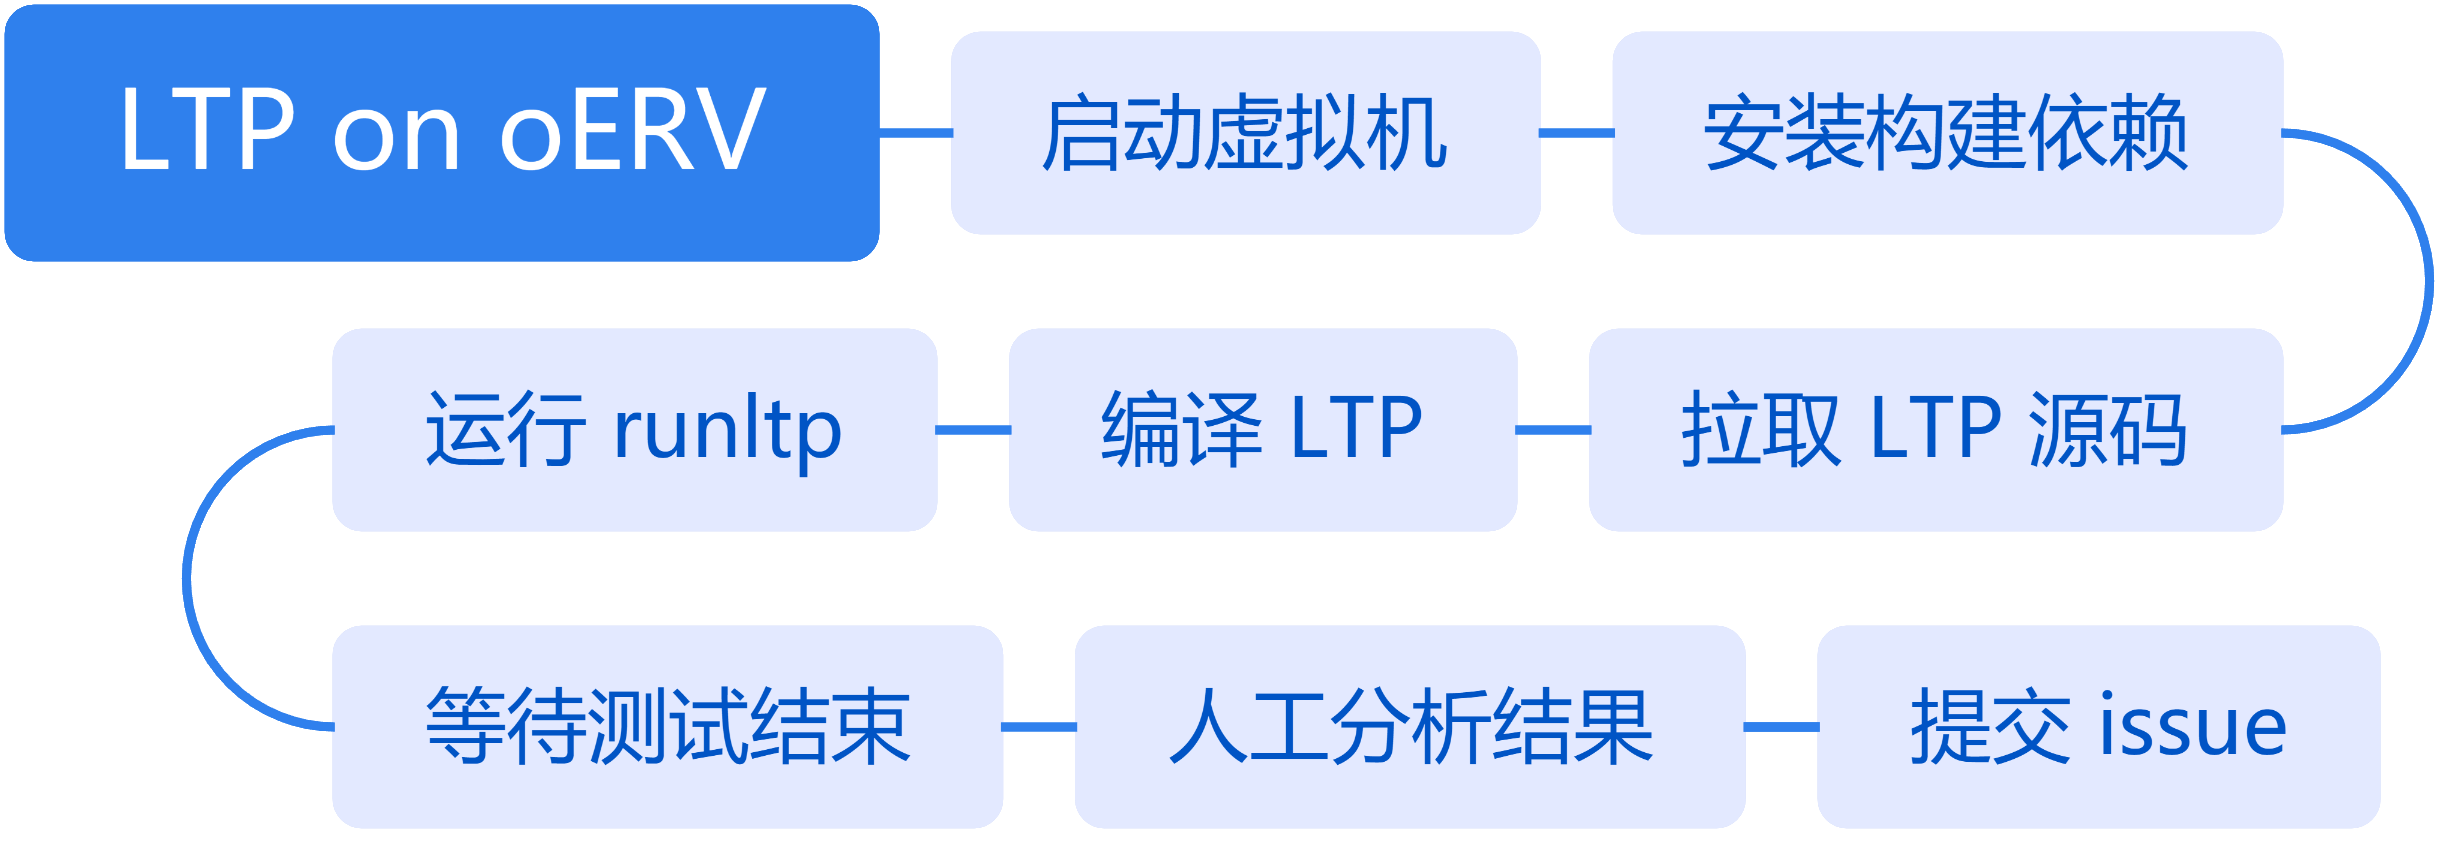 LTP on oERV
启动虚拟机
安装构建依赖
拉取 LTP 源码
编译 LTP
运行 runltp
等待测试结束
人工分析结果
提交 issue